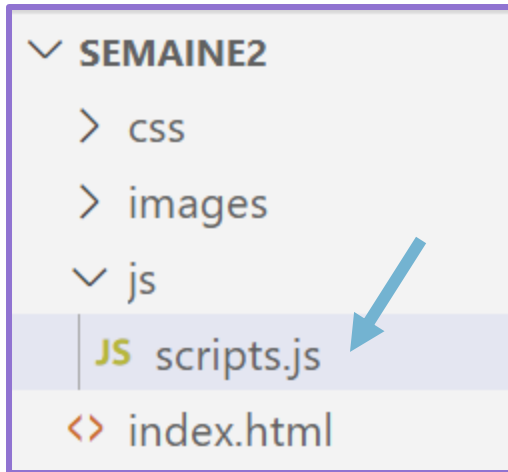 SEMAINE2
css
images
js
JS scripts.js
<> index.html